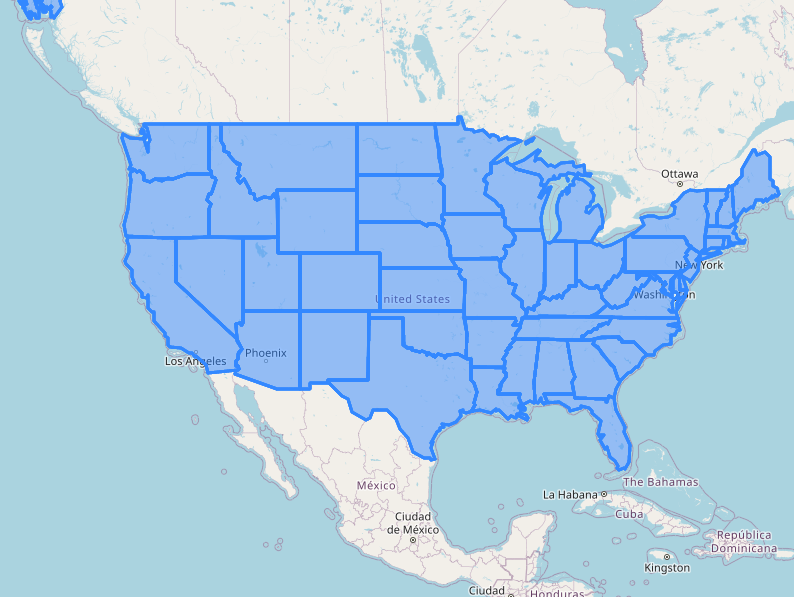 Ottawa
New York
Washington
United States
Phoenix
Los Angeles
México
The Bahamas
La Habana
Cuba
Ciudad
de México
República
Dominicana
Kingston
Ciudad
Honduras